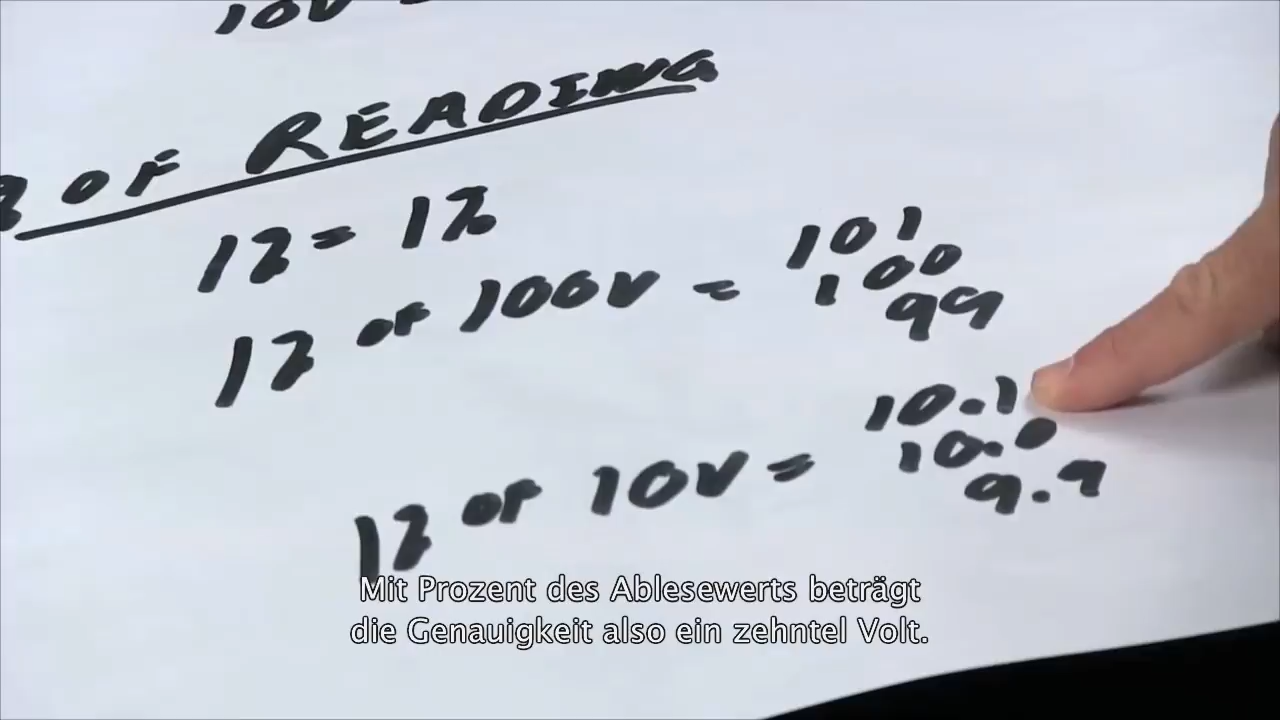 10V
% OF READING
1% = 1%
1% OF 100V = 101
100
99
1% OF 10V = 10.1
10.0
9.9
Mit Prozent des Ablesewerts beträgt
die Genauigkeit also ein zehntel Volt.